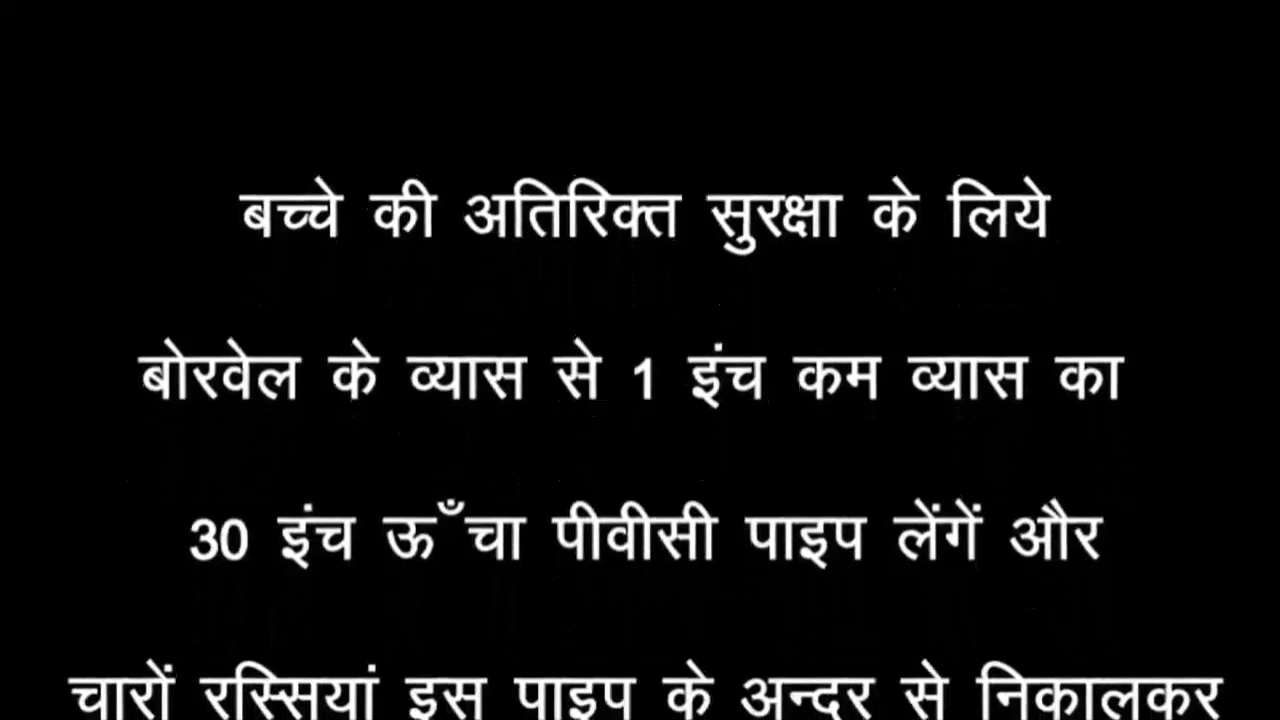 बच्चे की अतिरिक्त सुरक्षा के लिये
बोरवेल के व्यास से 1 इंच कम व्यास का
30 इंच ऊँचा पीवीसी पाइप लेंगें और
चारों रस्सियां इस पाइप के अन्दर से निकालकर